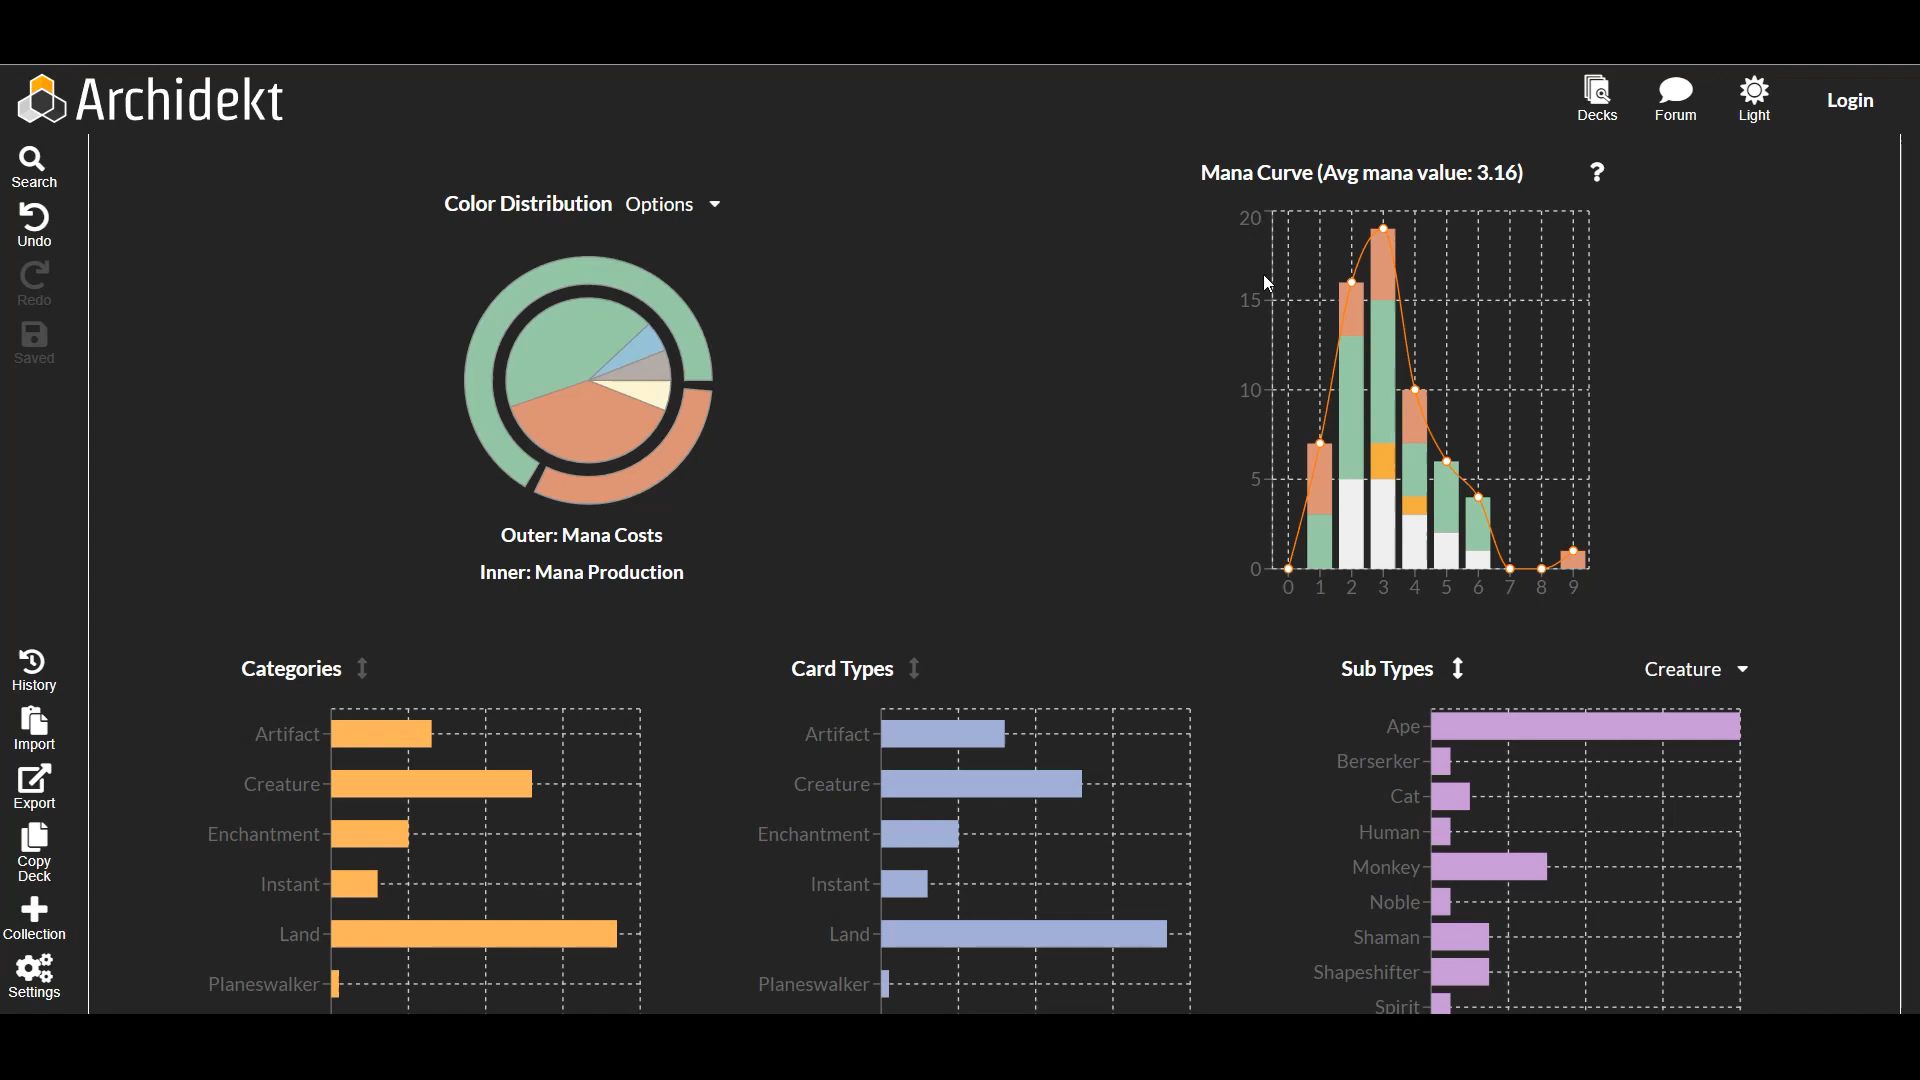 Archidekt
Decks
Forum
Light
Login
Search
Undo
Redo
Saved
History
Import
Export
Copy
Deck
Collection
Settings
Color Distribution Options
Outer: Mana Costs
Inner: Mana Production
Mana Curve (Avg mana value: 3.16) ?
20
15
10
5
0
0 1 2 3 4 5 6 7 8 9
Categories
Artifact
Creature
Enchantment
Instant
Land
Planeswalker
Card Types
Artifact
Creature
Enchantment
Instant
Land
Planeswalker
Sub Types Creature
Ape
Berserker
Cat
Human
Monkey
Noble
Shaman
Shapeshifter
Spirit